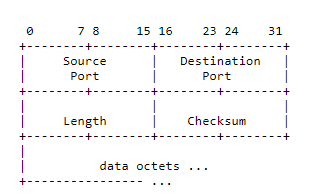 0 7 8 15 16 23 24 31
Source Destination
Port Port
Length Checksum
data octets ...
...